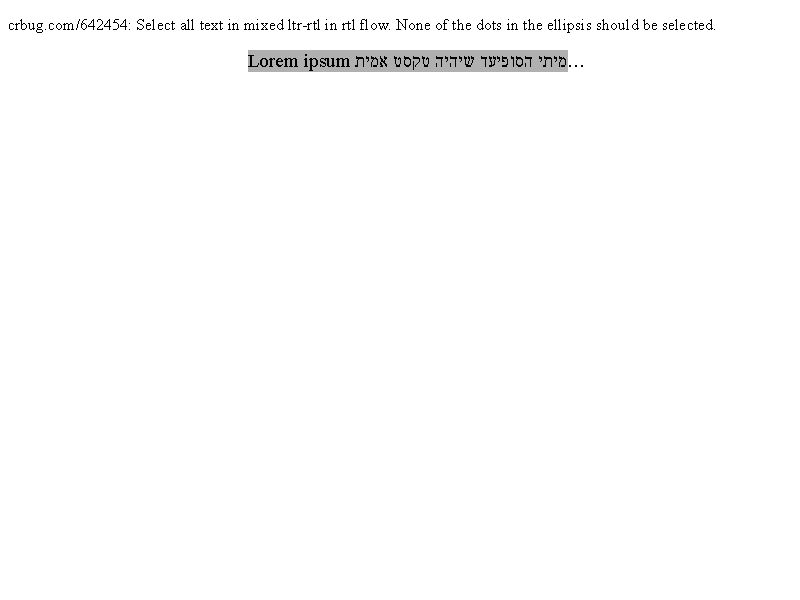 crbug.com/642454: Select all text in mixed ltr-rtl in rtl flow. None of the dots in the ellipsis should be selected.
Lorem ipsum מיתי הסופיעד שיהיה טקסט אמית…